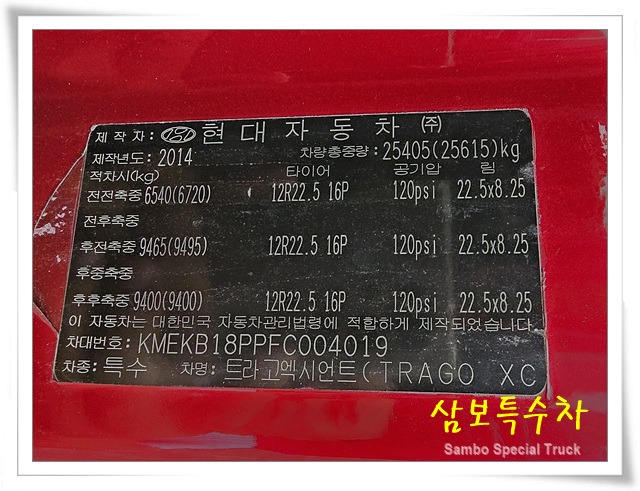 제 작 자 : 현 대 자 동 차 ㈜
제작년도: 2014 차량총중량: 25405(25615)kg
적차시(kg) 타이어 공기압 림
전전축중 6540(6720) 12R22.5 16P 120psi 22.5x8.25
전후축중
후전축중 9465(9495) 12R22.5 16P 120psi 22.5x8.25
후중축중
후후축중 9400(9400) 12R22.5 16P 120psi 22.5x8.25
이 자동차는 대한민국 자동차관리법령에 적합하게 제작되었습니다.
차대번호: KMEKB18PPFC004019
차종: 특수 차명: 트라고엑시언트(TRAGO XC
삼보특수차
Sambo Special Truck